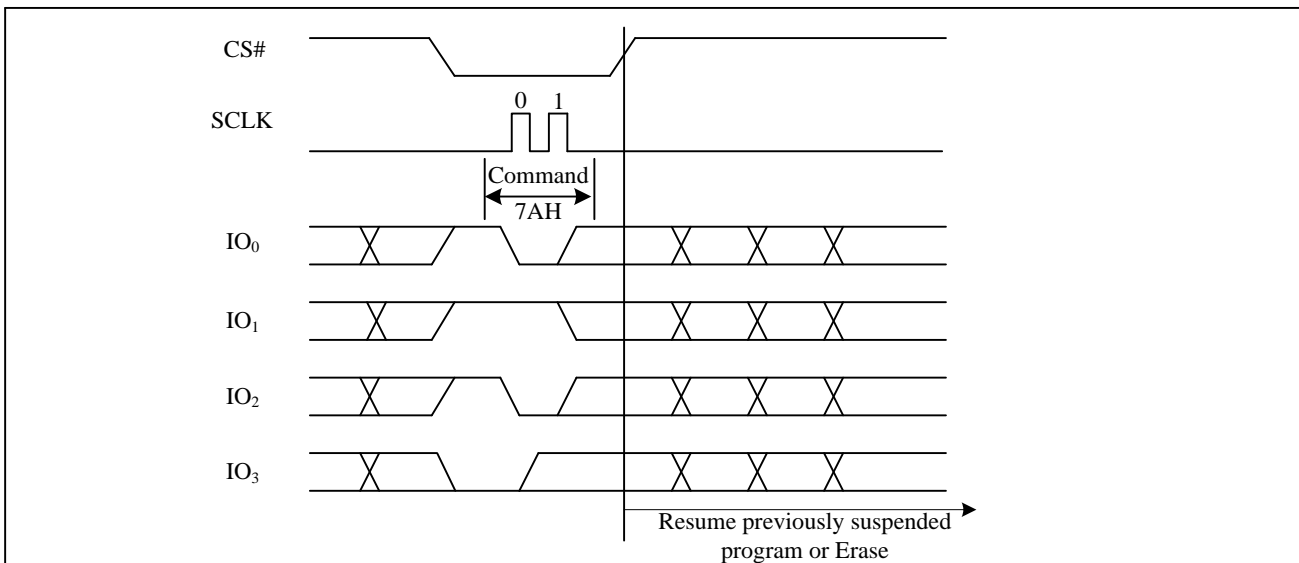 CS#
0 1
SCLK
Command
7AH
IO0
IO1
IO2
IO3
Resume previously suspended
program or Erase